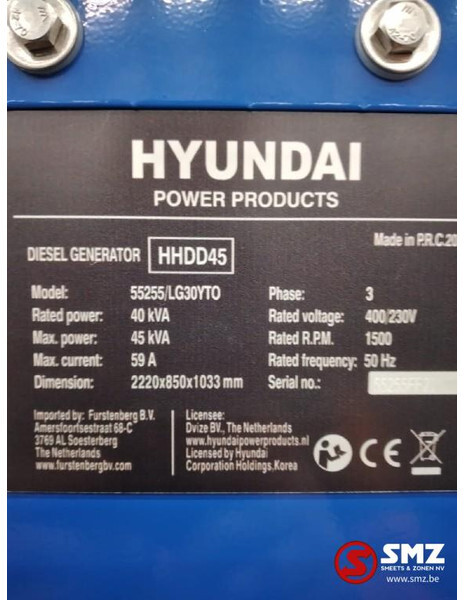 HYUNDAI
POWER PRODUCTS
Made in P.R.C.20
DIESEL GENERATOR HHDD45
Model: 55255/LG30YTO
Rated power: 40 kVA
Max. power: 45 kVA
Max. current: 59 A
Dimension: 2220x850x1033 mm
Phase: 3
Rated voltage: 400/230V
Rated R.P.M. 1500
Rated frequency: 50 Hz
Serial no.:
Imported by: Furstenberg B.V.
Amersfoortsestraat 68-C
3769 AL Soesterberg
The Netherlands
www.furstenbergbv.com
Licensee:
Dvize BV., The Netherlands
www.hyundaipowerproducts.nl
Licensed by Hyundai
Corporation Holdings, Korea
CE
SMZ
SMEETS & ZONEN NV
www.smz.be